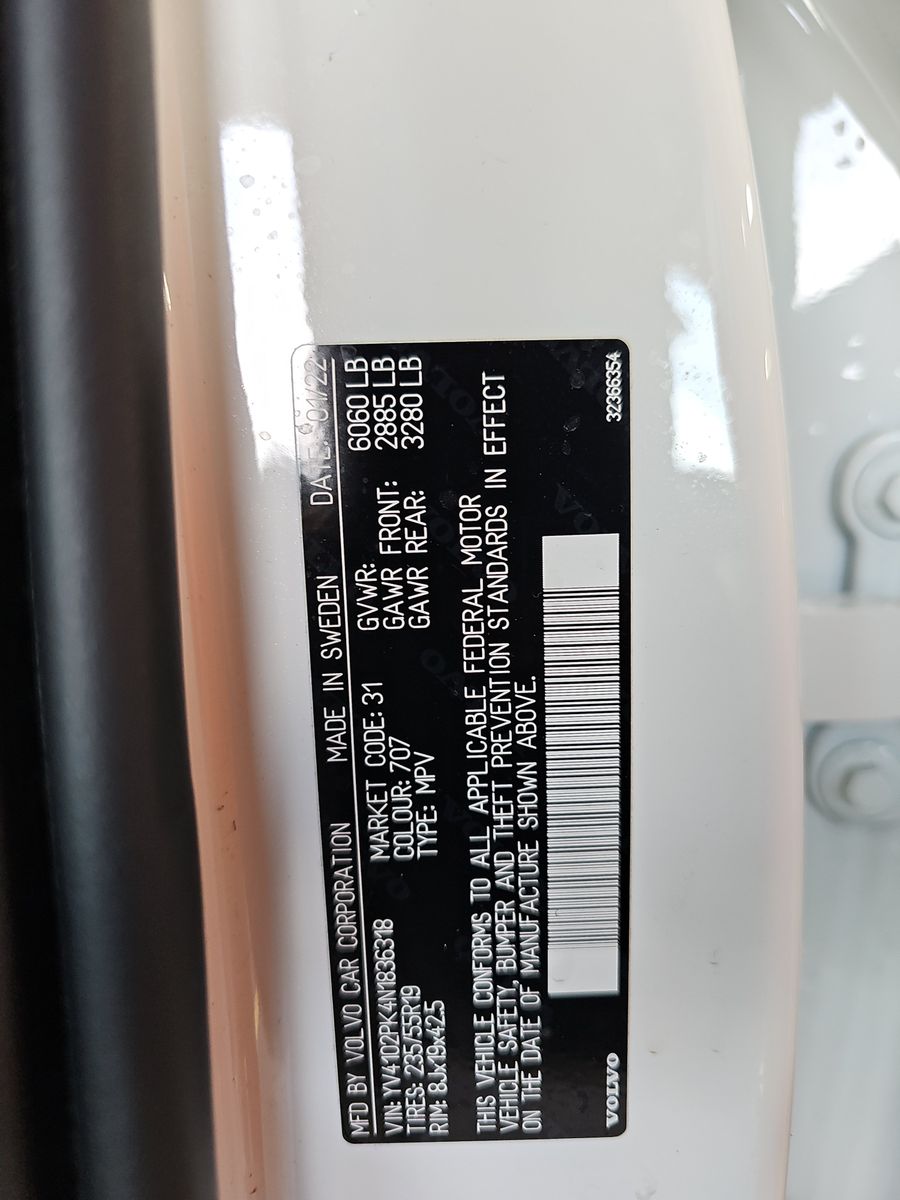 MFD BY VOLVO CAR CORPORATION MADE IN SWEDEN DATE: 01/22
VIN: YV4102PK4N1836318 MARKET CODE: 31 GVWR: 6060 LB
TIRES: 235/55R19 COLOUR: 707 GAWR FRONT: 2885 LB
RIM: 8Jx19x42.5 TYPE: MPV GAWR REAR: 3280 LB
THIS VEHICLE CONFORMS TO ALL APPLICABLE FEDERAL MOTOR
VEHICLE SAFETY, BUMPER AND THEFT PREVENTION STANDARDS IN EFFECT
ON THE DATE OF MANUFACTURE SHOWN ABOVE.
VOLVO 32366354